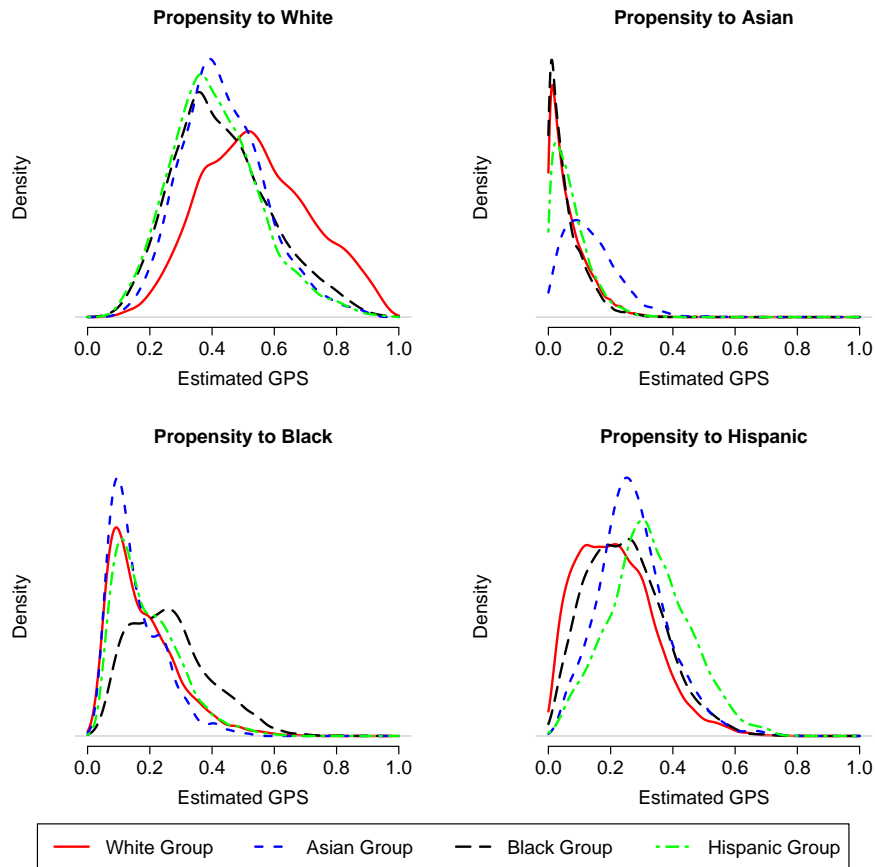 Propensity to White
Density
0.0 0.2 0.4 0.6 0.8 1.0
Estimated GPS
Propensity to Asian
Density
0.0 0.2 0.4 0.6 0.8 1.0
Estimated GPS
Propensity to Black
Density
0.0 0.2 0.4 0.6 0.8 1.0
Estimated GPS
Propensity to Hispanic
Density
0.0 0.2 0.4 0.6 0.8 1.0
Estimated GPS
White Group Asian Group Black Group Hispanic Group